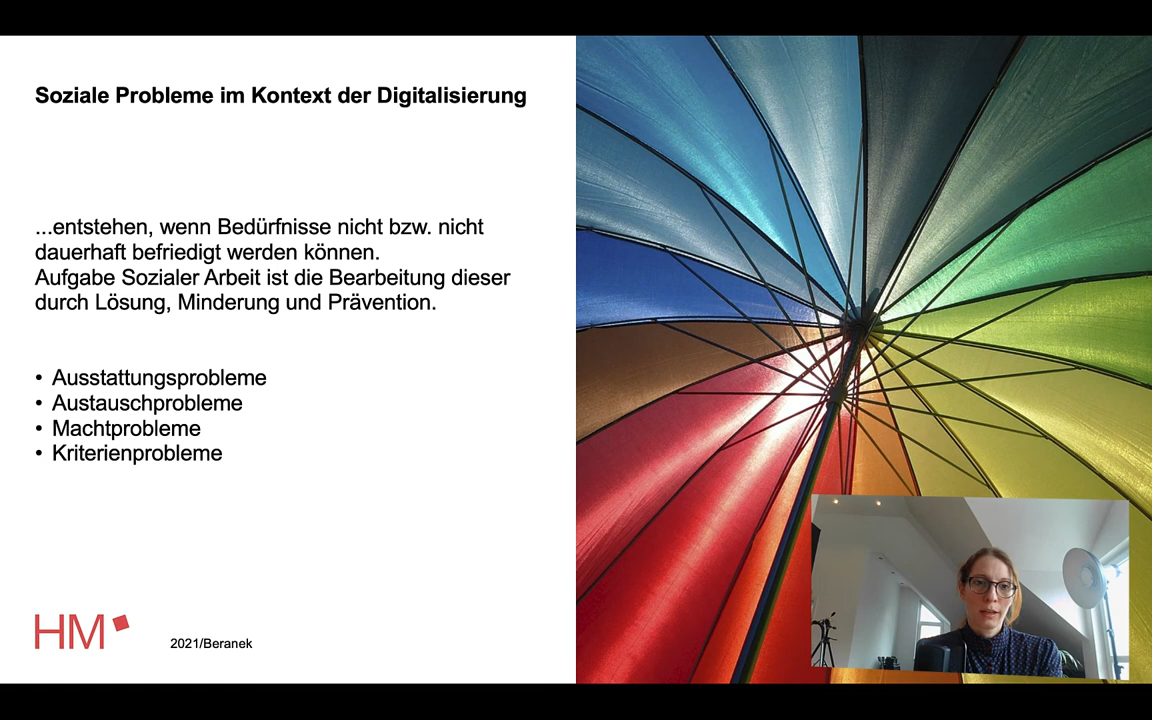 Soziale Probleme im Kontext der Digitalisierung
...entstehen, wenn Bedürfnisse nicht bzw. nicht
dauerhaft befriedigt werden können.
Aufgabe Sozialer Arbeit ist die Bearbeitung dieser
durch Lösung, Minderung und Prävention.
• Ausstattungsprobleme
• Austauschprobleme
• Machtprobleme
• Kriterienprobleme
HM
2021/Beranek